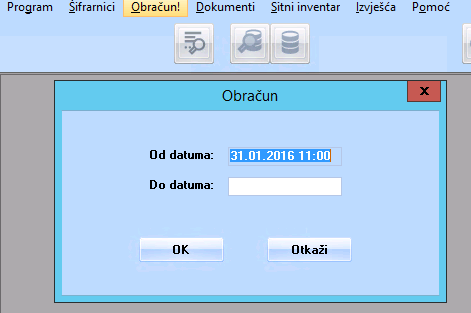 Program Šifrarnici Obračun! Dokumenti Sitni inventar Izvješća Pomoć
Obračun x
Od datuma: 31.01.2016 11:00
Do datuma:
OK Otkaži